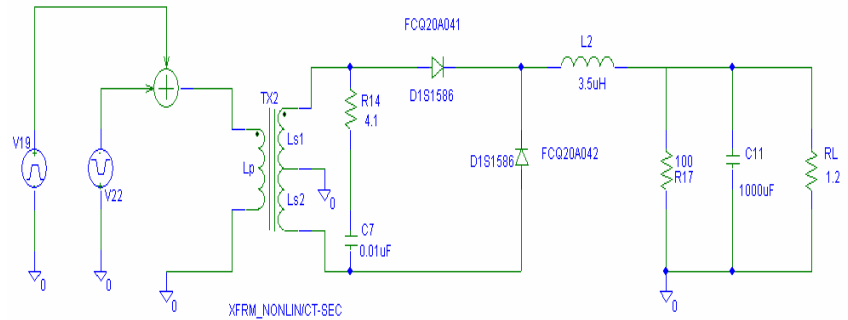 FCQ20A041
L2
TX2
R14
4.1
D1S1586
3.5uH
V19
Ls1
Lp
D1S1586
FCQ20A042
100
R17
C11
1000uF
RL
1.2
V22
Ls2
0
C7
0.01uF
0
0
0
0
XFRM_NONLIN/CT-SEC